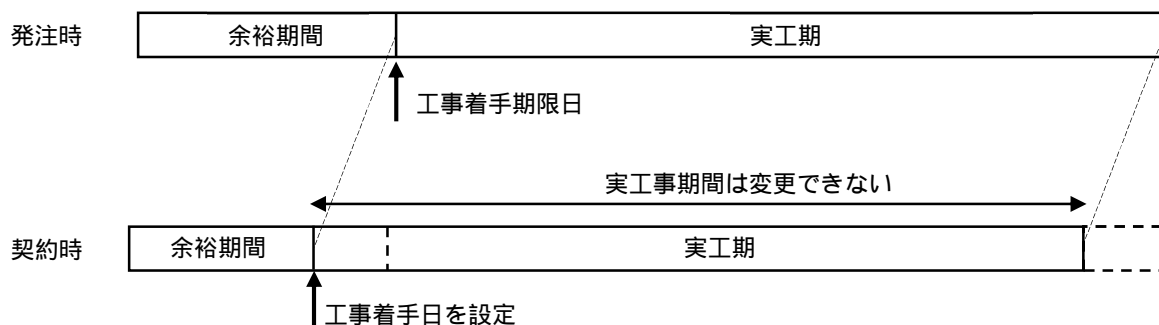 発注時
余裕期間
実工期
工事着手期限日
実工事期間は変更できない
契約時
余裕期間
実工期
工事着手日を設定